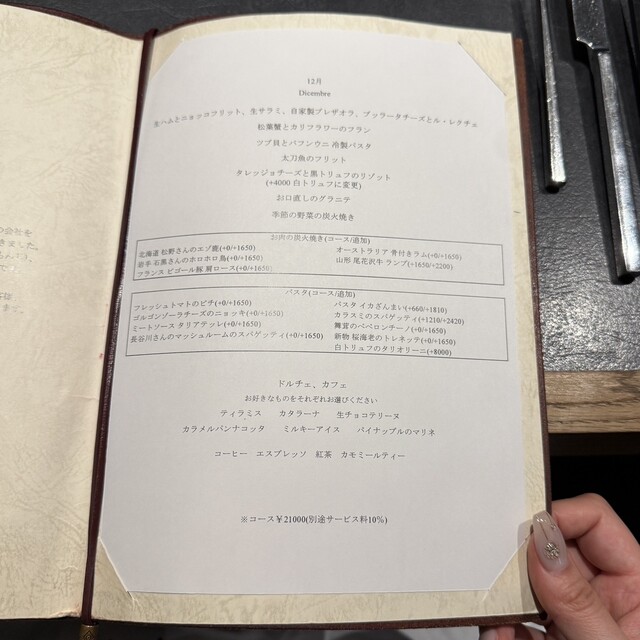 12月
Dicembre
生ハムとニョッコフリット、生サラミ、自家製ブレザオラ、ブッラータチーズとル・レクチェ
松葉蟹とカリフラワーのフラン
ツブ貝とバフンウニ 冷製パスタ
太刀魚のフリット
タレッジョチーズと黒トリュフのリゾット
(+4000 白トリュフに変更)
お口直しのグラニテ
季節の野菜の炭火焼き
お肉の炭火焼き(コース/追加)
北海道 松野さんのエゾ鹿(+0/+1650)
オーストラリア 骨付きラム(+0/+1650)
岩手 石黒さんのホロホロ鳥(+0/+1650)
山形 尾花沢牛 ランプ(+1650/+2200)
フランス ビゴール豚 肩ロース(+0/+1650)
パスタ(コース/追加)
フレッシュトマトのピチ(+0/+1650)
パスタイカざんまい(+660/+1810)
ゴルゴンゾーラチーズのニョッキ(+0/+1650)
カラスミのスパゲッティ(+1210/+2420)
ミートソース タリアテッレ(+0/+1650)
舞茸のペペロンチーノ(+0/+1650)
長谷川さんのマッシュルームのスパゲッティ(+0/+1650)
新物 桜海老のトレネッテ(+0/+1650)
白トリュフのタリオリーニ(+8000)
ドルチェ、カフェ
お好きなものをそれぞれお選びください
ティラミス カタラーナ 生チョコテリーヌ
カラメルパンナコッタ ミルキーアイス パイナップルのマリネ
コーヒー エスプレッソ 紅茶 カモミールティー
※コース￥21000(別途サービス料10%)